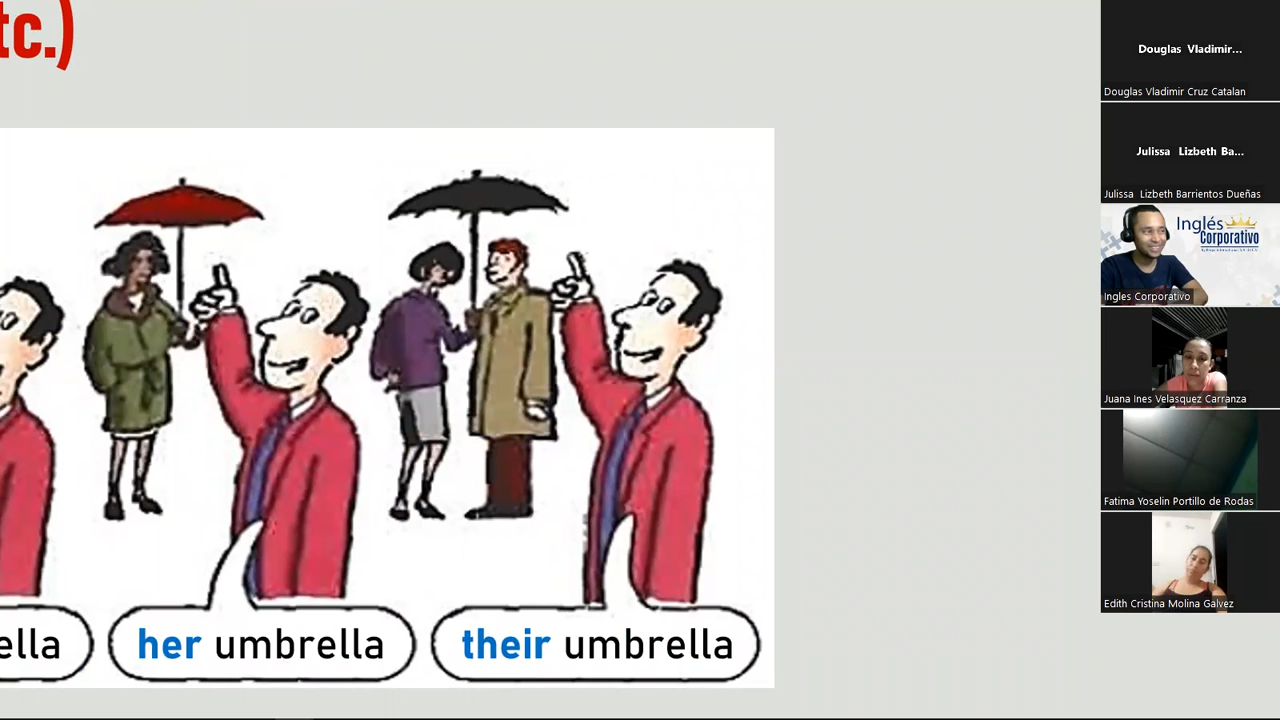 tc.)
ella
her umbrella
their umbrella
Douglas Vladimir...
Douglas Vladimir Cruz Catalan
Julissa Lizbeth Ba...
Julissa Lizbeth Barrientos Dueñas
Inglés
Corporativo
Ingles Corporativo
Juana Ines Velasquez Carranza
Fatima Yoselin Portillo de Rodas
Edith Cristina Molina Galvez